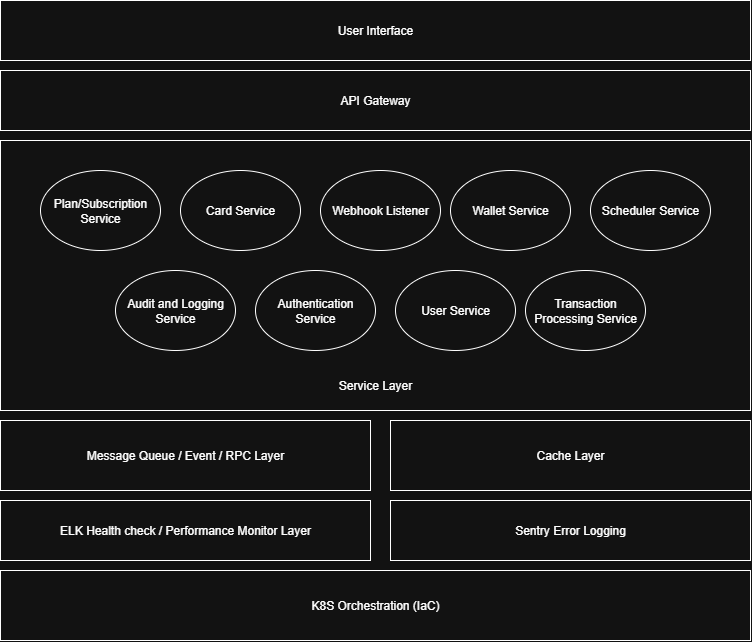 User Interface
API Gateway
Plan/Subscription
Service
Card Service
Webhook Listener
Wallet Service
Scheduler Service
Audit and Logging
Service
Authentication
Service
User Service
Transaction
Processing Service
Service Layer
Message Queue / Event / RPC Layer
Cache Layer
ELK Health check / Performance Monitor Layer
Sentry Error Logging
K8S Orchestration (IaC)